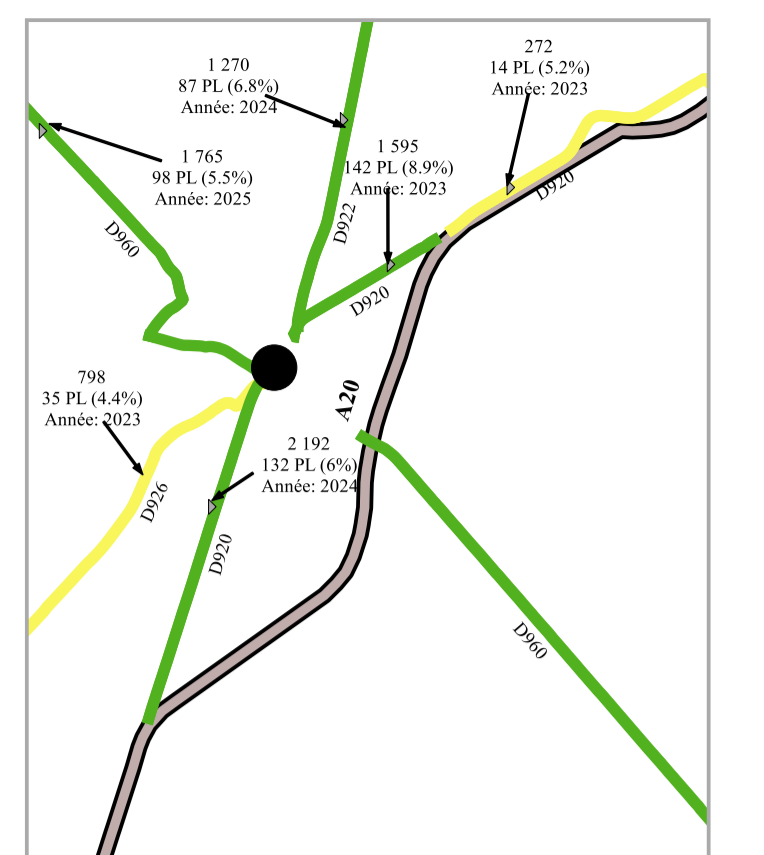 272
14 PL (5.2%)
Année: 2023
1 270
87 PL (6.8%)
Année: 2024
1 595
142 PL (8.9%)
Année: 2023
1 765
98 PL (5.5%)
Année: 2025
D920
D922
D960
D920
798
35 PL (4.4%)
Année: 2023
A20
2 192
132 PL (6%)
Année: 2024
D926
D920
D960